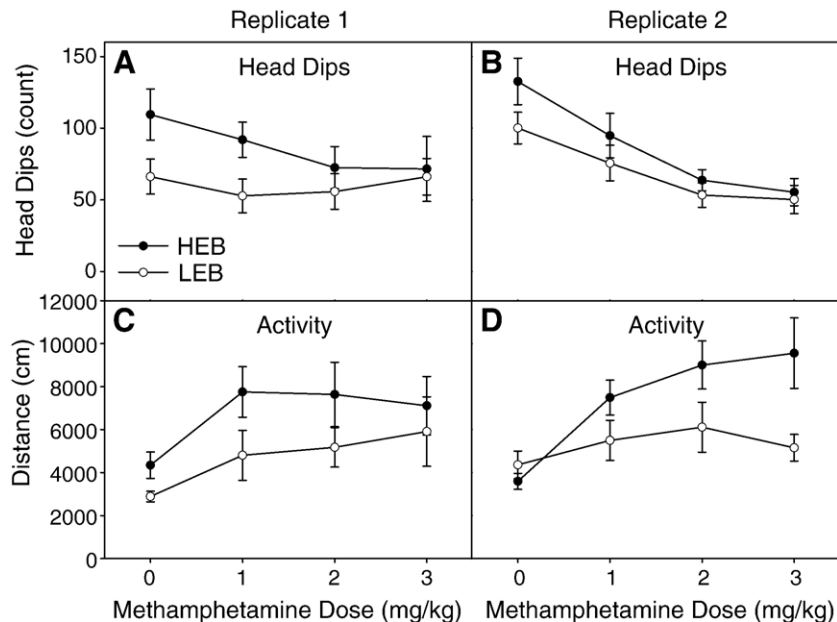 Replicate 1
Replicate 2
A
Head Dips
B
Head Dips
Head Dips (count)
150
100
50
0
HEB
LEB
C
Activity
D
Activity
Distance (cm)
12000
10000
8000
6000
4000
2000
0
0 1 2 3
0 1 2 3
Methamphetamine Dose (mg/kg)
Methamphetamine Dose (mg/kg)